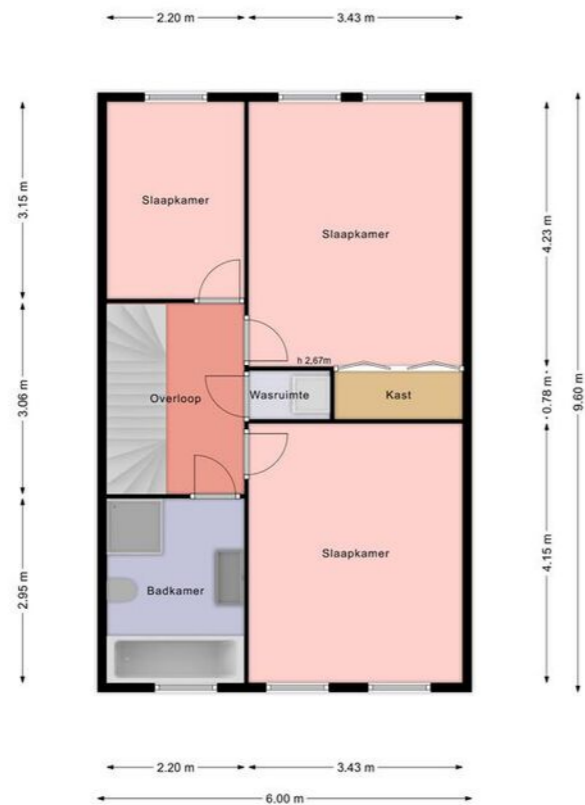 2.20 m
3.43 m
3.15 m
Slaapkamer
Slaapkamer
4.23 m
9.60 m
3.06 m
h 2,67m
Overloop
Wasruimte
Kast
0.78 m
2.95 m
Slaapkamer
4.15 m
Badkamer
2.20 m
3.43 m
6.00 m